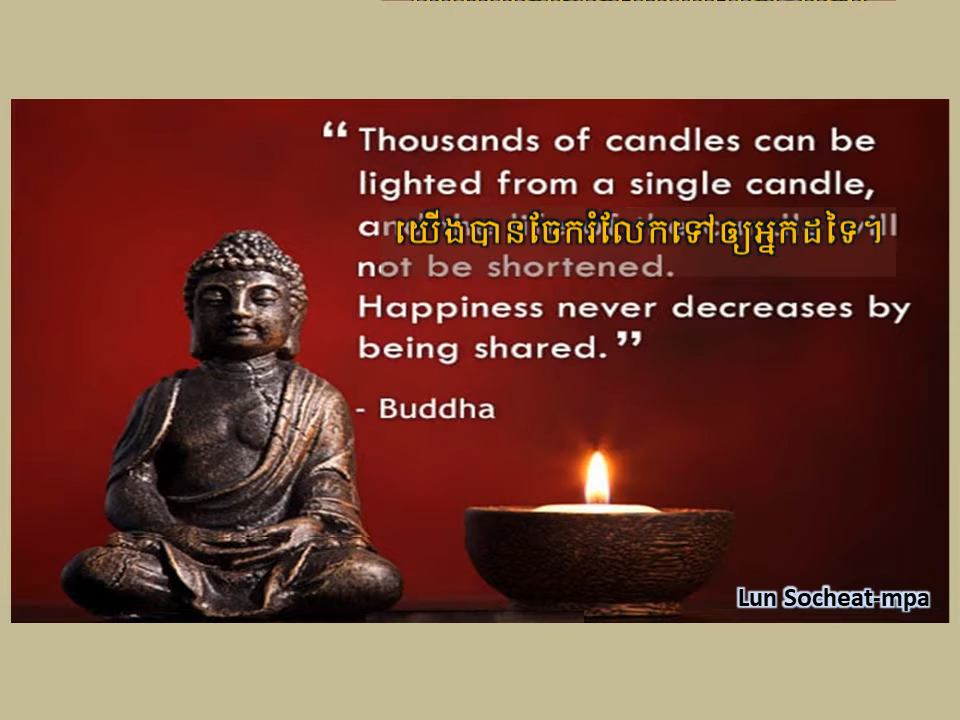 “ Thousands of candles can be
lighted from a single candle,
យើងបានចែករំលែកទៅឲ្យអ្នកដទៃៗ
not be shortened.
Happiness never decreases by
being shared. ”
- Buddha
Lun Socheat-mpa